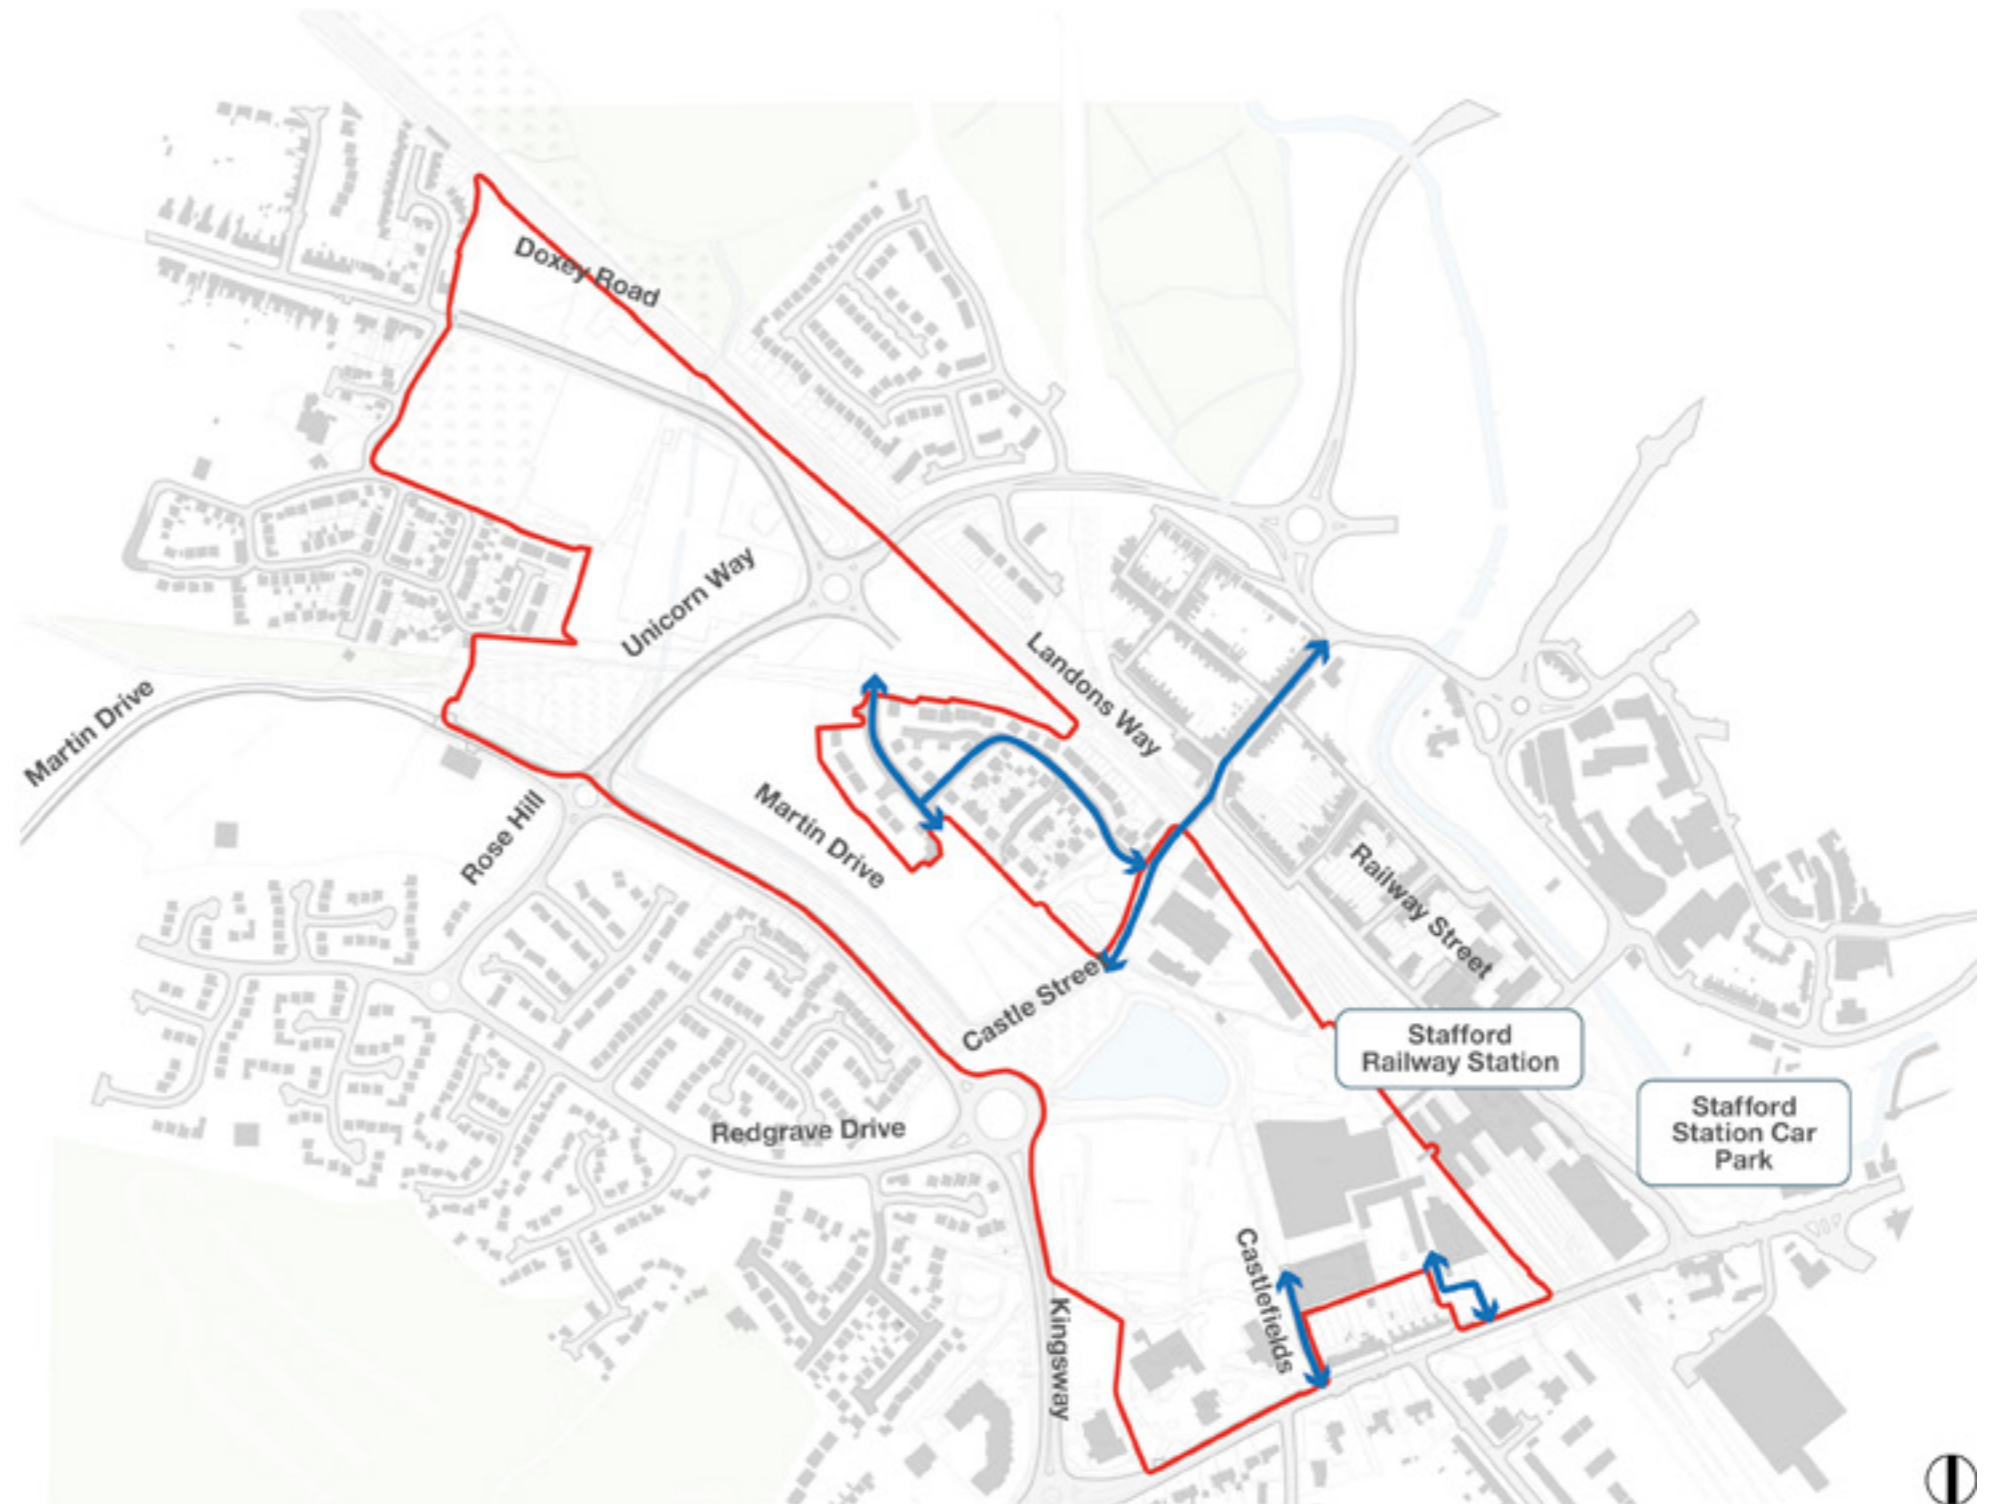 Doxey Road
Unicorn Way
Landons Way
Martin Drive
Martin Drive
Rose Hill
Railway Street
Castle Street
Stafford
Railway Station
Stafford
Station Car
Park
Redgrave Drive
Castlefields
Kingsway